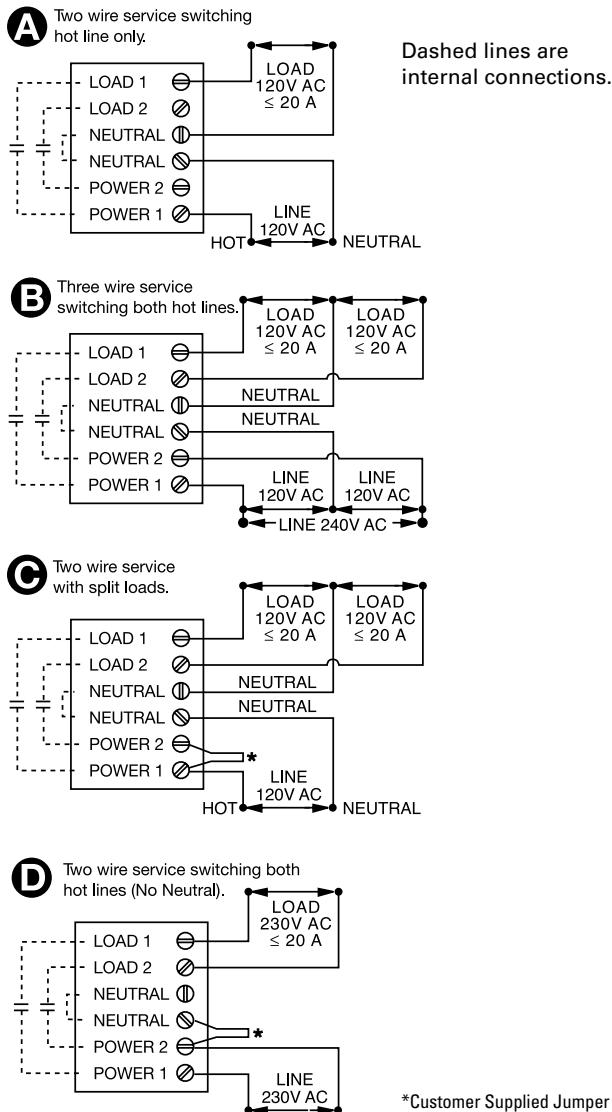 A Two wire service switching
hot line only.
Dashed lines are
internal connections.
LOAD 1
LOAD 2
NEUTRAL
NEUTRAL
POWER 2
POWER 1
LOAD
120V AC
≤ 20 A
LINE
120V AC
HOT
NEUTRAL
B Three wire service
switching both hot lines.
LOAD 1
LOAD 2
NEUTRAL
NEUTRAL
POWER 2
POWER 1
LOAD
120V AC
≤ 20 A
LOAD
120V AC
≤ 20 A
NEUTRAL
NEUTRAL
LINE
120V AC
LINE
120V AC
LINE 240V AC
C Two wire service
with split loads.
LOAD 1
LOAD 2
NEUTRAL
NEUTRAL
POWER 2
POWER 1
LOAD
120V AC
≤ 20 A
LOAD
120V AC
≤ 20 A
NEUTRAL
NEUTRAL
*
LINE
120V AC
HOT
NEUTRAL
D Two wire service switching both
hot lines (No Neutral).
LOAD 1
LOAD 2
NEUTRAL
NEUTRAL
POWER 2
POWER 1
LOAD
230V AC
≤ 20 A
*
LINE
230V AC
*Customer Supplied Jumper